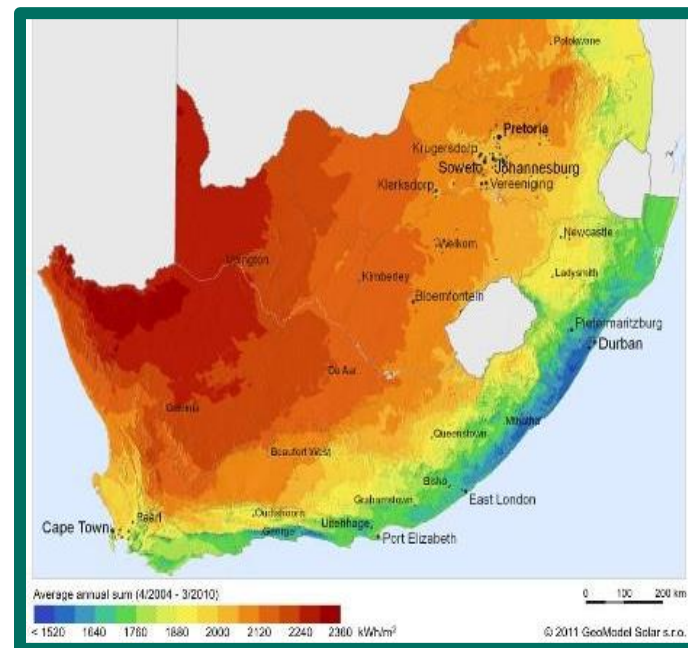 Polokwane
Pretoria
Krugersdorp
Soweto Johannesburg
Klerksdorp Vereeniging
Newcastle
Welkom
Upington
Ladysmith
Kimberley
Bloemfontein
Pietermaritzburg
Durban
De Aar
Calvinia
Mthatha
Queenstown
Beaufort West
Bisho
Grahamstown East London
Oudtshoorn
Paarl
Cape Town
Uitenhage
George
Port Elizabeth
Average annual sum (4/2004 - 3/2010) 0 100 200 km
< 1520 1640 1760 1880 2000 2120 2240 2360 kWh/m²
© 2011 GeoModel Solar s.r.o.